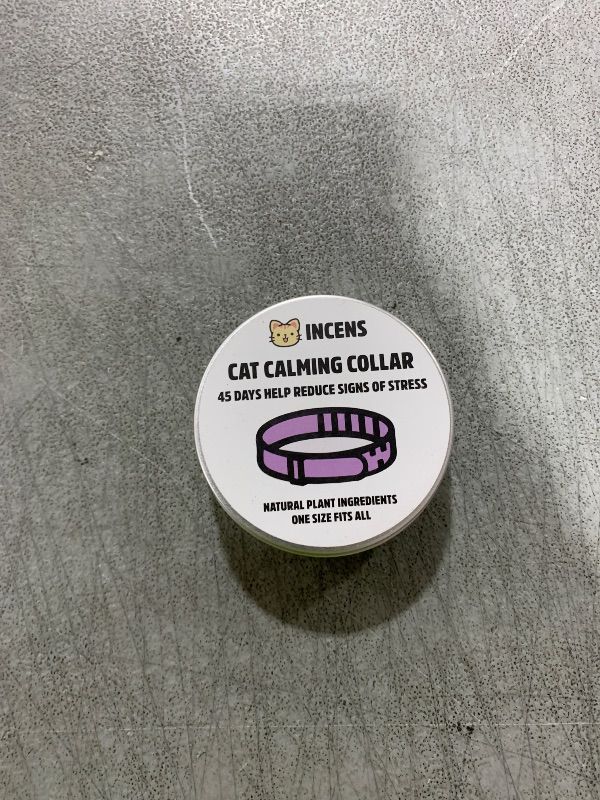 INCENS
CAT CALMING COLLAR
45 DAYS HELP REDUCE SIGNS OF STRESS
NATURAL PLANT INGREDIENTS
ONE SIZE FITS ALL